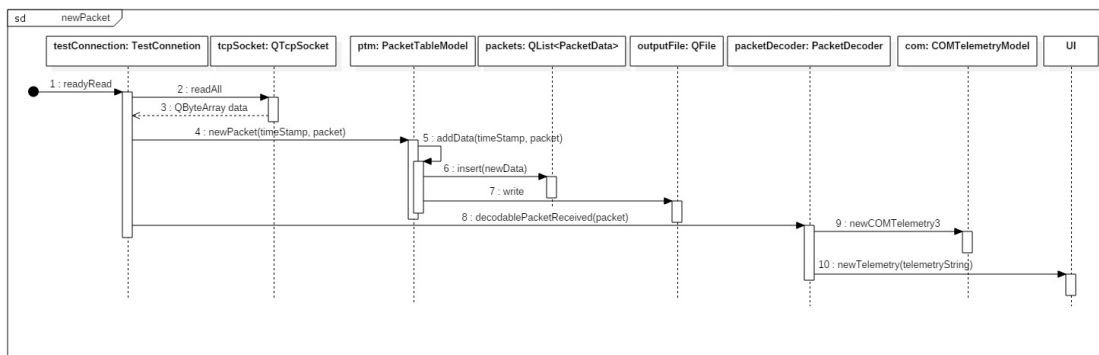 sd newPacket
testConnection: TestConnetion tcpSocket: QTcpSocket ptm: PacketTableModel packets: QList<PacketData> outputFile: QFile packetDecoder: PacketDecoder com: COMTelemetryModel UI
1 : readyRead
2 : readAll
3 : QByteArray data
4 : newPacket(timeStamp, packet)
5 : addData(timeStamp, packet)
6 : insert(newData)
7 : write
8 : decodablePacketReceived(packet)
9 : newCOMTelemetry3
10 : newTelemetry(telemetryString)